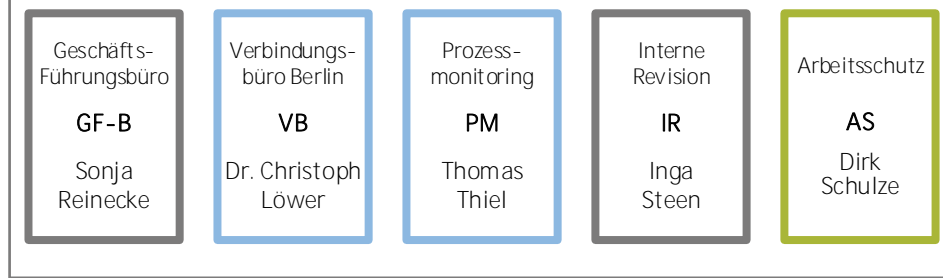 Geschäfts-
Führungsbüro
GF-B
Sonja
Reinecke
Verbindungs-
büro Berlin
VB
Dr. Christoph
Löwer
Prozess-
monitoring
PM
Thomas
Thiel
Interne
Revision
IR
Inga
Steen
Arbeitsschutz
AS
Dirk
Schulze